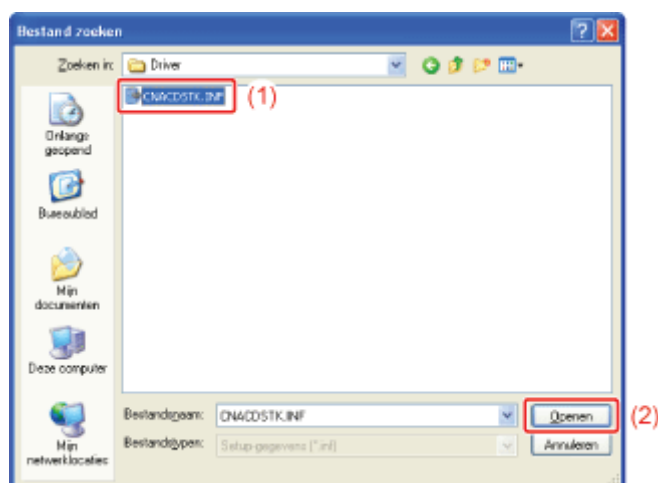 Bestand zoeken
Zoeken in: Driver
CNACDSTK.INF (1)
Onlangs
geopend
Bureaublad
Mijn
documenten
Deze computer
Mijn
netwerklocaties
Bestandsnaam: CNACDSTK.INF Openen (2)
Bestandstypen: Setup-gegevens (*.inf) Annuleren